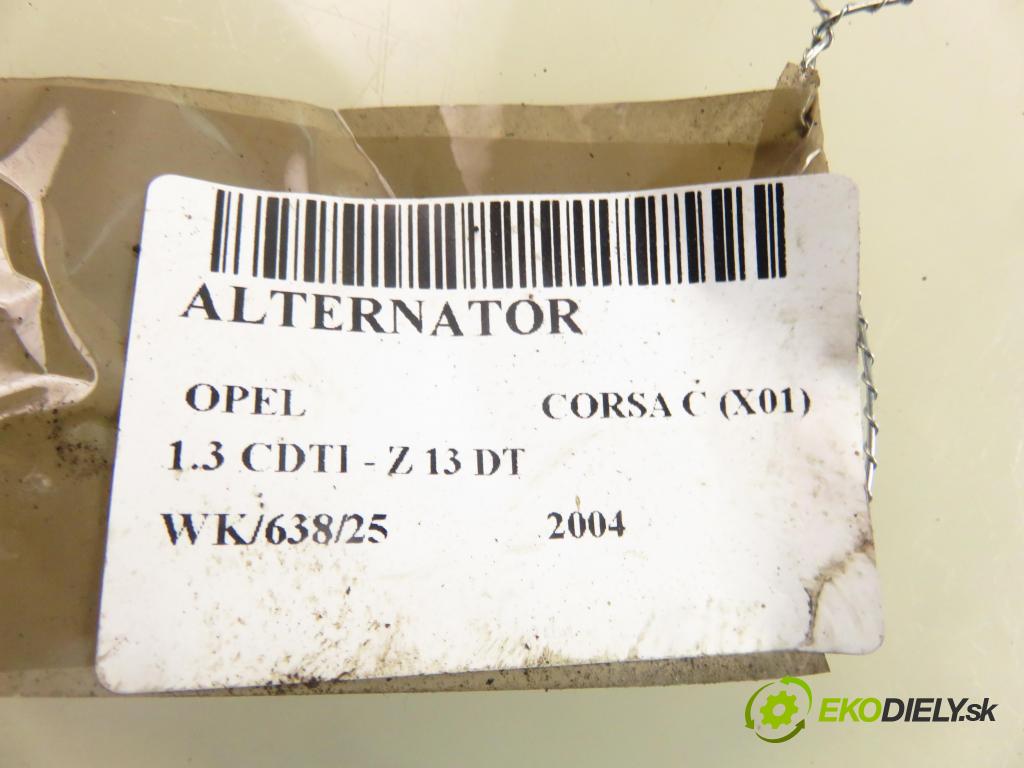 ALTERNATOR
OPEL CORSA C (X01)
1.3 CDTI - Z 13 DT
WK/638/25 2004
EKODIELY.sk